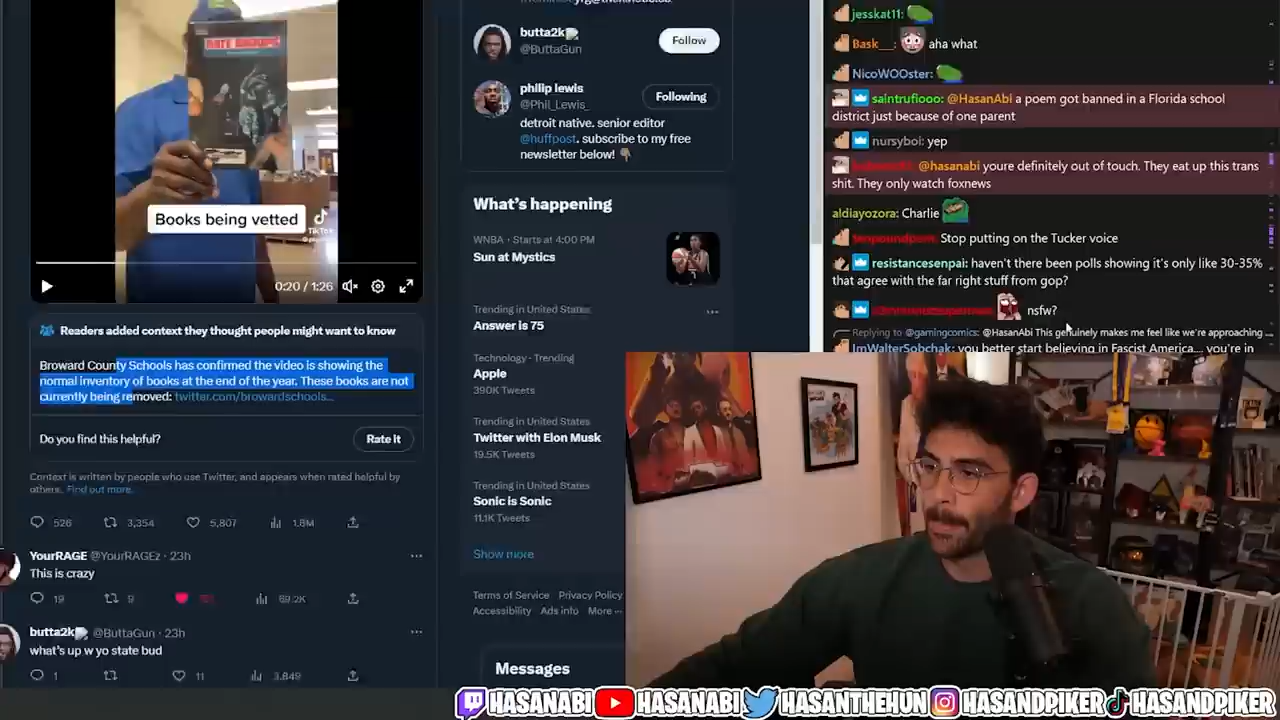 Books being vetted
TikTok
0:20 / 1:26
Readers added context they thought people might want to know
Broward County Schools has confirmed the video is showing the
normal inventory of books at the end of the year. These books are not
currently being removed: twitter.com/browardschools...
Do you find this helpful?
Rate it
Context is written by people who use Twitter, and appears when rated helpful by
others. Find out more.
526
3,354
5,807
1.8M
YourRAGE @YourRAGEz · 23h
This is crazy
19
9
69.2K
butta2k @ButtaGun · 23h
what's up w yo state bud
1
11
3,849
butta2k
@ButtaGun
Follow
philip lewis
@Phil_Lewis_
Following
detroit native. senior editor
@huffpost. subscribe to my free
newsletter below!
What's happening
WNBA · Starts at 4:00 PM
Sun at Mystics
Trending in United States
Answer is 75
Technology · Trending
Apple
390K Tweets
Trending in United States
Twitter with Elon Musk
19.5K Tweets
Trending in United States
Sonic is Sonic
11.1K Tweets
Show more
Terms of Service Privacy Policy
Accessibility Ads info More ...
Messages
jesskat11:
Bask__: aha what
NicoWOOster:
saintrufiooo: @HasanAbi a poem got banned in a Florida school
district just because of one parent
nursyboi: yep
@hasanabi youre definitely out of touch. They eat up this trans
shit. They only watch foxnews
aldiayozora: Charlie
Stop putting on the Tucker voice
resistancesenpai: haven't there been polls showing it's only like 30-35%
that agree with the far right stuff from gop?
nsfw?
Replying to @gamingcomics: @HasanAbi This genuinely makes me feel like we're approaching
ImWalterSobchak: you better start believing in Fascist America... you're in
HASANABI HASANABI HASANTHEHUN HASANDPIKER HASANDPIKER